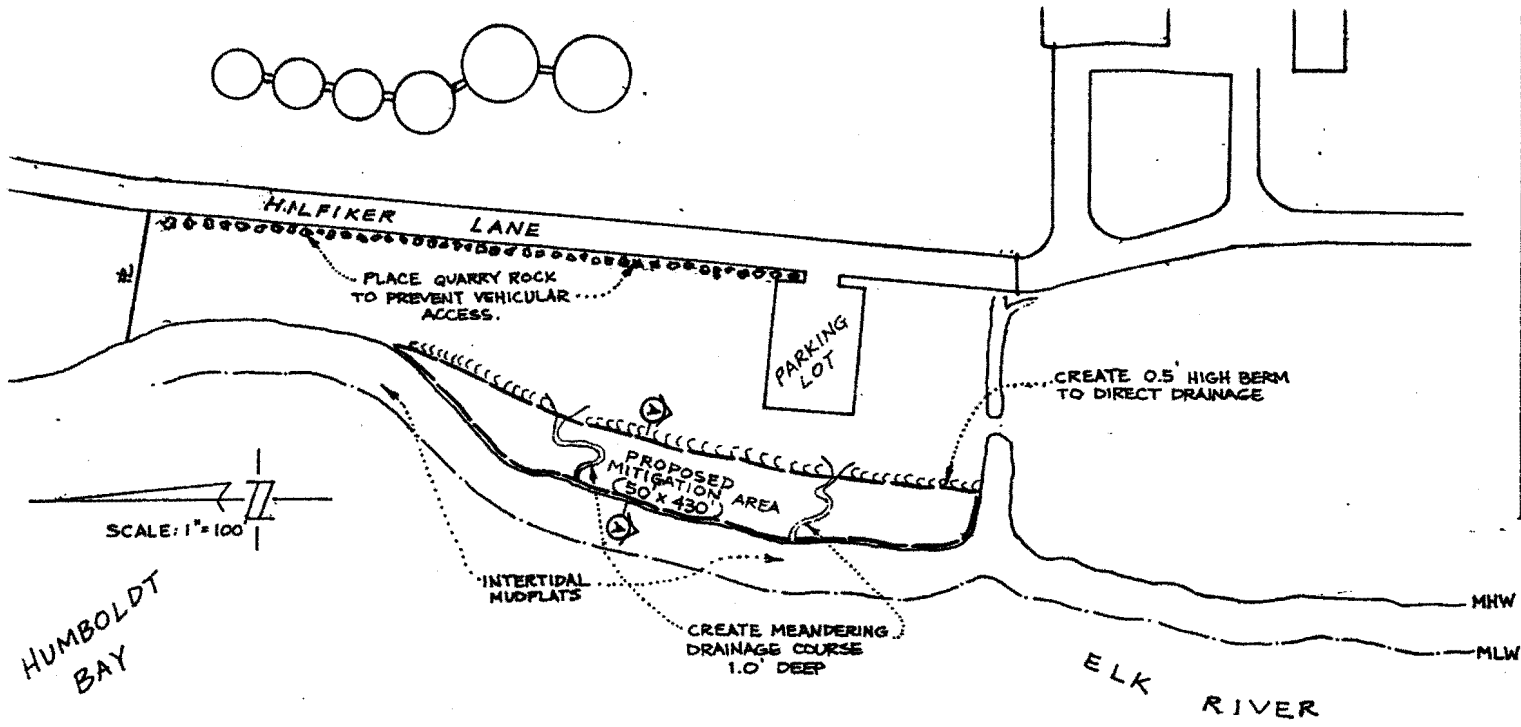 HILFIKER LANE
PLACE QUARRY ROCK
TO PREVENT VEHICULAR
ACCESS.
PARKING
LOT
CREATE 0.5' HIGH BERM
TO DIRECT DRAINAGE
A
PROPOSED
MITIGATION AREA
(50' x 430')
A
SCALE: 1"=100'
INTERTIDAL
MUDFLATS
HUMBOLDT
BAY
CREATE MEANDERING
DRAINAGE COURSE
1.0' DEEP
MHW
MLW
ELK
RIVER